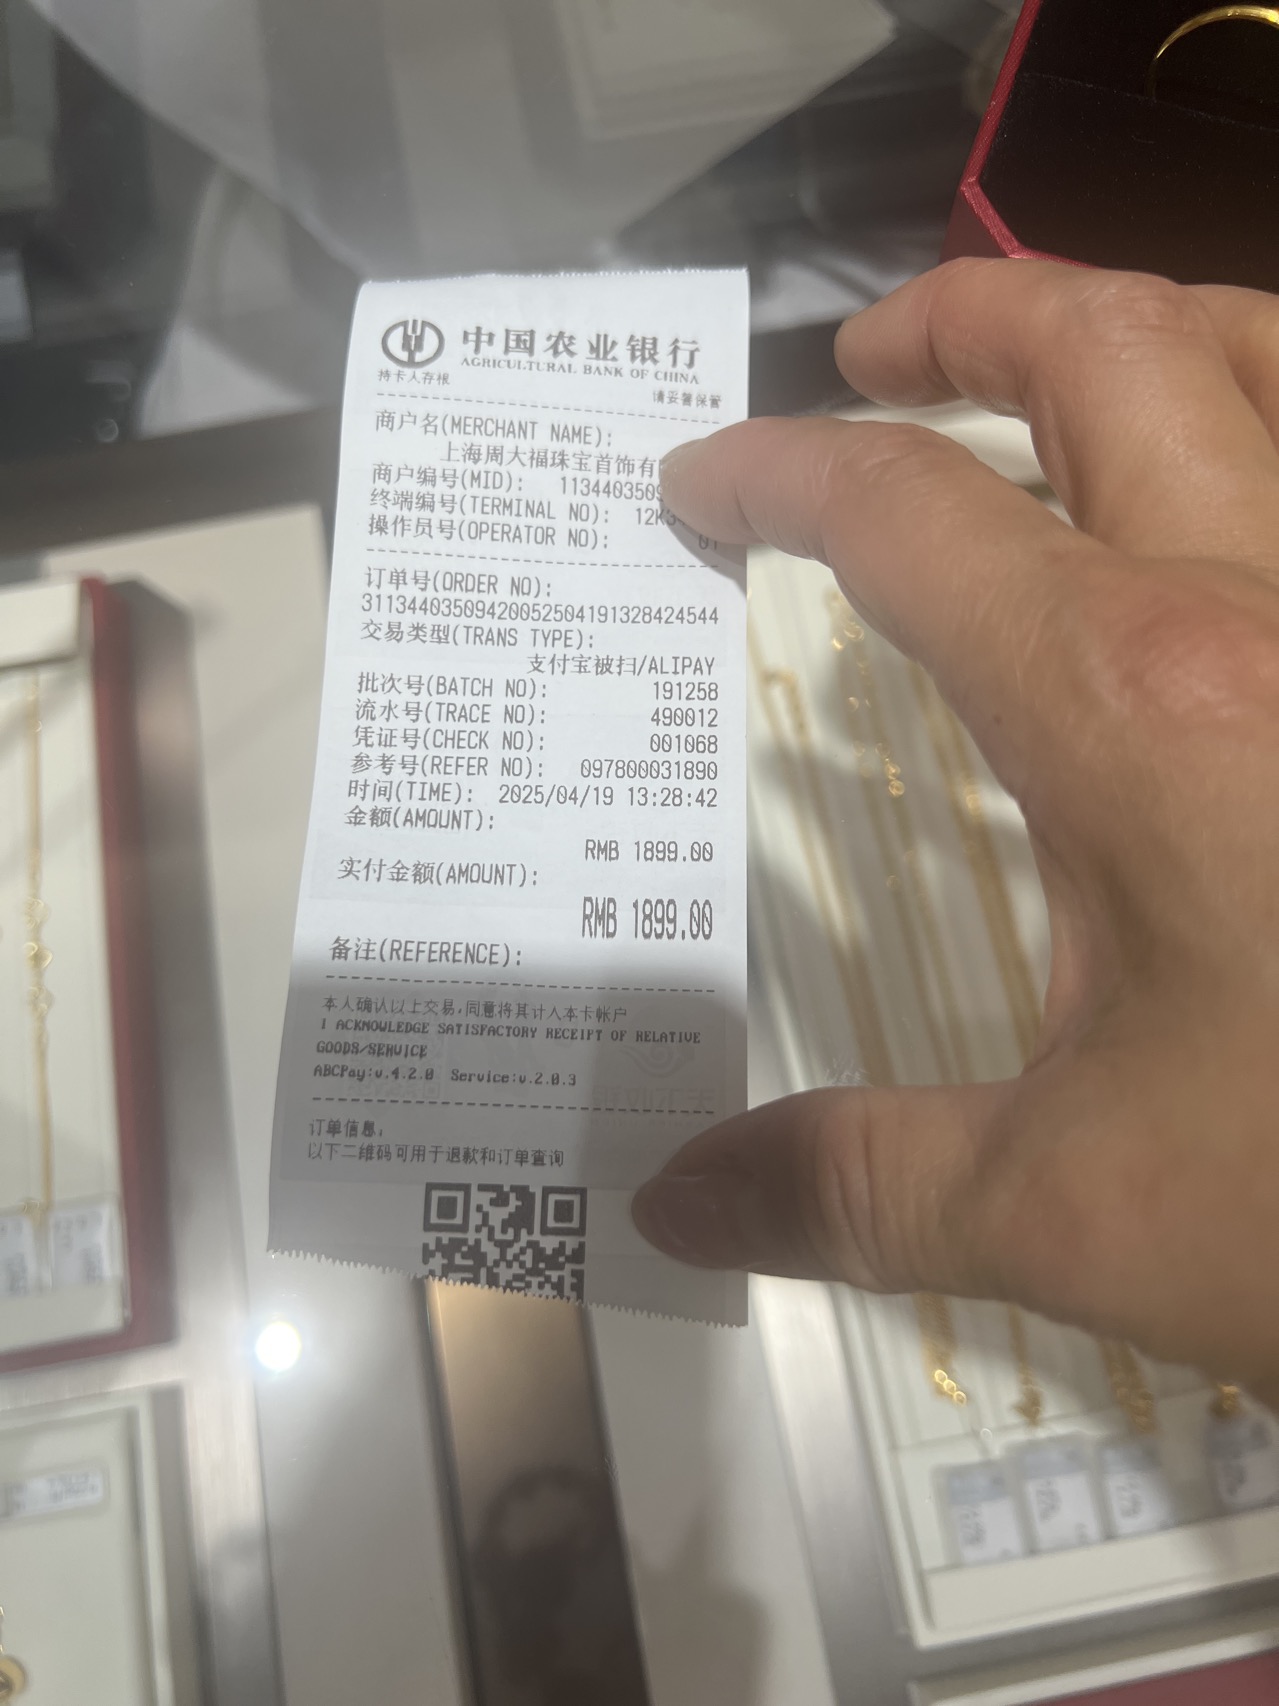 中国农业银行
AGRICULTURAL BANK OF CHINA
持卡人存根
请妥善保管
商户名(MERCHANT NAME):
上海周大福珠宝首饰有
商户编号(MID): 1134403509
终端编号(TERMINAL NO): 12K3
操作员号(OPERATOR NO): 01
订单号(ORDER NO):
31134403509420052504191328424544
交易类型(TRANS TYPE):
支付宝被扫/ALIPAY
批次号(BATCH NO): 191258
流水号(TRACE NO): 490012
凭证号(CHECK NO): 001068
参考号(REFER NO): 097800031890
时间(TIME): 2025/04/19 13:28:42
金额(AMOUNT):
RMB 1899.00
实付金额(AMOUNT):
RMB 1899.00
备注(REFERENCE):
本人确认以上交易,同意将其计入本卡帐户
I ACKNOWLEDGE SATISFACTORY RECEIPT OF RELATIVE
GOODS/SERVICE
ABCPay:v.4.2.0 Service:v.2.0.3
订单信息:
以下二维码可用于退款和订单查询